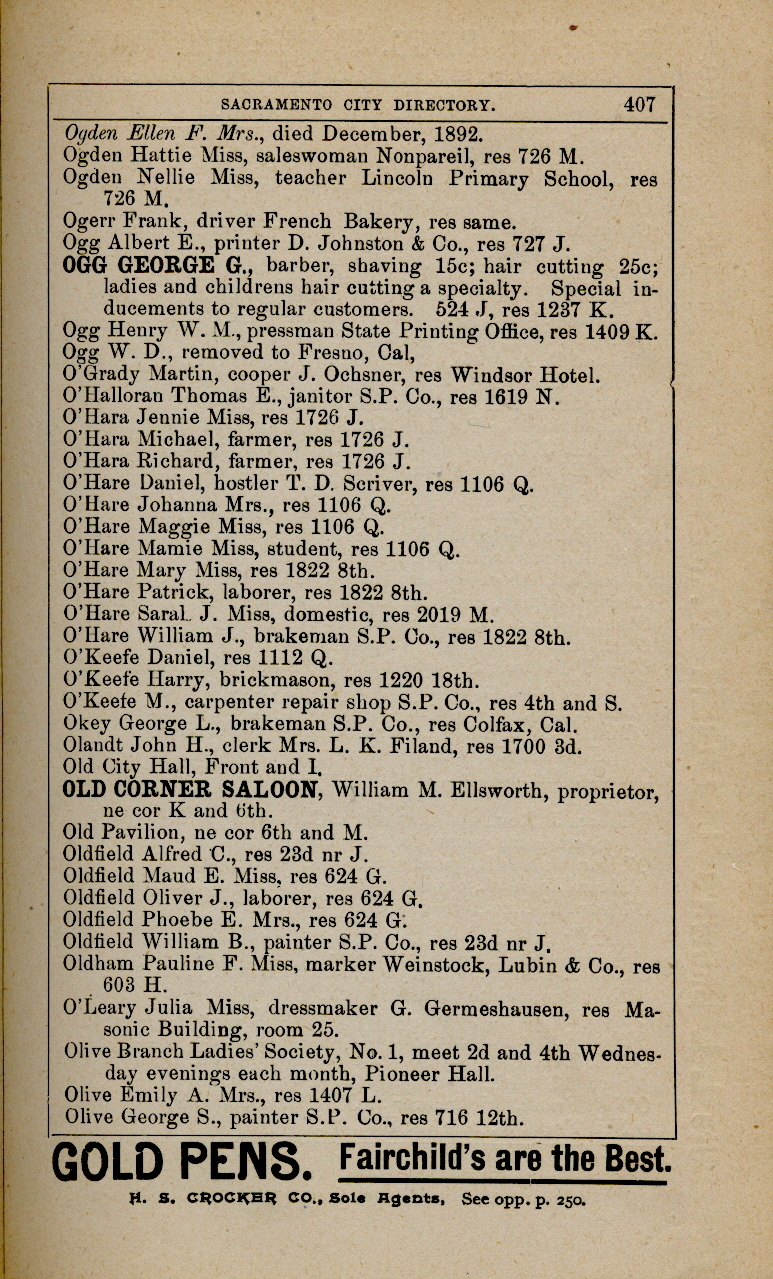 SACRAMENTO CITY DIRECTORY. 407
Ogden Ellen F. Mrs., died December, 1892.
Ogden Hattie Miss, saleswoman Nonpareil, res 726 M.
Ogden Nellie Miss, teacher Lincoln Primary School, res
726 M.
Ogerr Frank, driver French Bakery, res same.
Ogg Albert E., printer D. Johnston & Co., res 727 J.
OGG GEORGE G., barber, shaving 15c; hair cutting 25c;
ladies and childrens hair cutting a specialty. Special in-
ducements to regular customers. 524 J, res 1237 K.
Ogg Henry W. M., pressman State Printing Office, res 1409 K.
Ogg W. D., removed to Fresno, Cal,
O'Grady Martin, cooper J. Ochsner, res Windsor Hotel.
O'Halloran Thomas E., janitor S.P. Co., res 1619 N.
O'Hara Jennie Miss, res 1726 J.
O'Hara Michael, farmer, res 1726 J.
O'Hara Richard, farmer, res 1726 J.
O'Hare Daniel, hostler T. D. Scriver, res 1106 Q.
O'Hare Johanna Mrs., res 1106 Q.
O'Hare Maggie Miss, res 1106 Q.
O'Hare Mamie Miss, student, res 1106 Q.
O'Hare Mary Miss, res 1822 8th.
O'Hare Patrick, laborer, res 1822 8th.
O'Hare Sarah J. Miss, domestic, res 2019 M.
O'Hare William J., brakeman S.P. Co., res 1822 8th.
O'Keefe Daniel, res 1112 Q.
O'Keefe Harry, brickmason, res 1220 18th.
O'Keefe M., carpenter repair shop S.P. Co., res 4th and S.
Okey George L., brakeman S.P. Co., res Colfax, Cal.
Olandt John H., clerk Mrs. L. K. Filand, res 1700 3d.
Old City Hall, Front and I.
OLD CORNER SALOON, William M. Ellsworth, proprietor,
ne cor K and 6th.
Old Pavilion, ne cor 6th and M.
Oldfield Alfred C., res 23d nr J.
Oldfield Maud E. Miss, res 624 G.
Oldfield Oliver J., laborer, res 624 G.
Oldfield Phoebe E. Mrs., res 624 G.
Oldfield William B., painter S.P. Co., res 23d nr J.
Oldham Pauline F. Miss, marker Weinstock, Lubin & Co., res
603 H.
O'Leary Julia Miss, dressmaker G. Germeshausen, res Ma-
sonic Building, room 25.
Olive Branch Ladies' Society, No. 1, meet 2d and 4th Wednes-
day evenings each month, Pioneer Hall.
Olive Emily A. Mrs., res 1407 L.
Olive George S., painter S.P. Co., res 716 12th.
GOLD PENS. Fairchild's are the Best.
H. S. CROCKER CO., Sole Agents, See opp. p. 250.